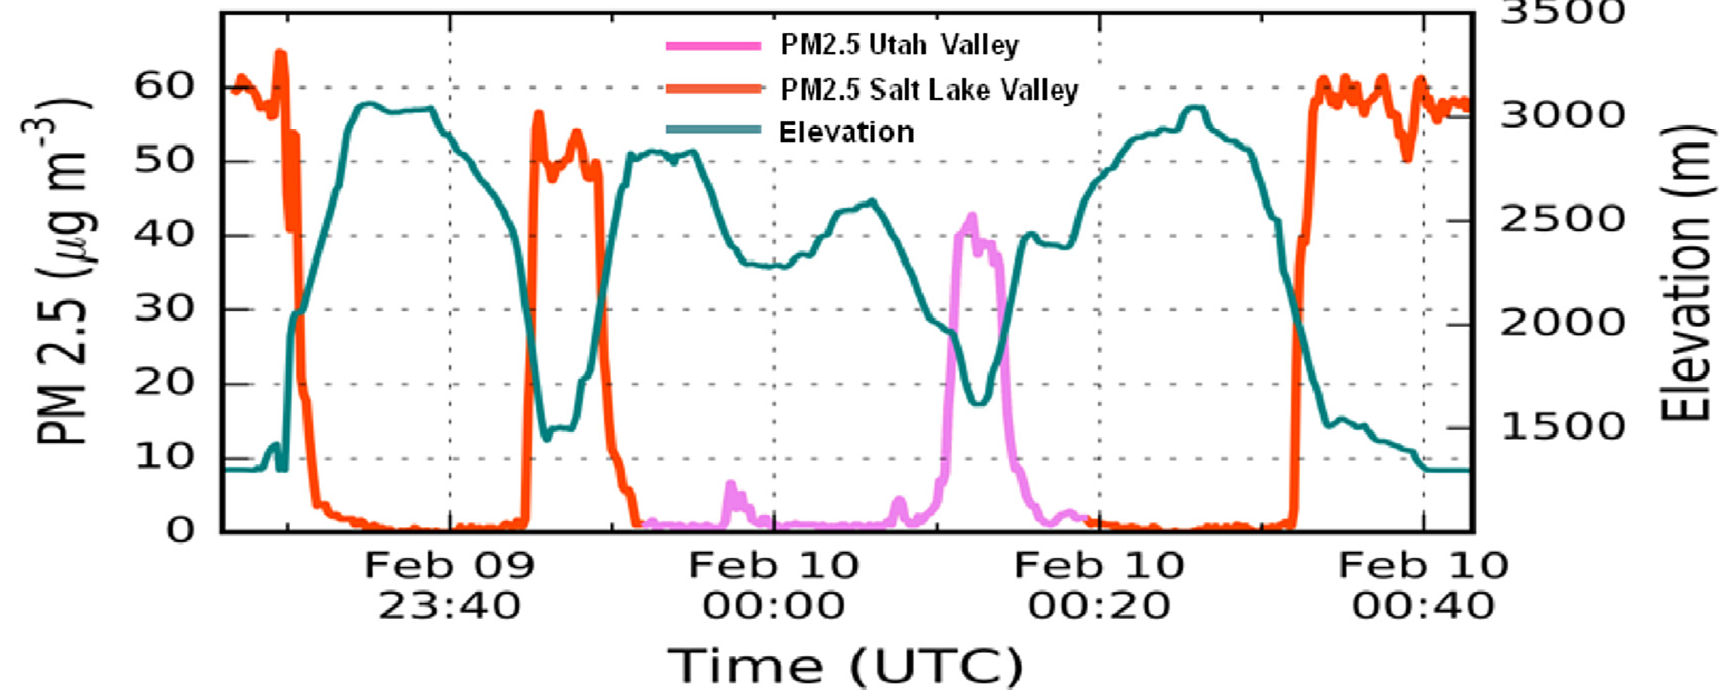 PM2.5 Utah Valley
PM2.5 Salt Lake Valley
Elevation
PM 2.5 (μg m⁻³)
60
50
40
30
20
10
0
3500
3000
2500
2000
1500
Elevation (m)
Feb 09
23:40
Feb 10
00:00
Feb 10
00:20
Feb 10
00:40
Time (UTC)